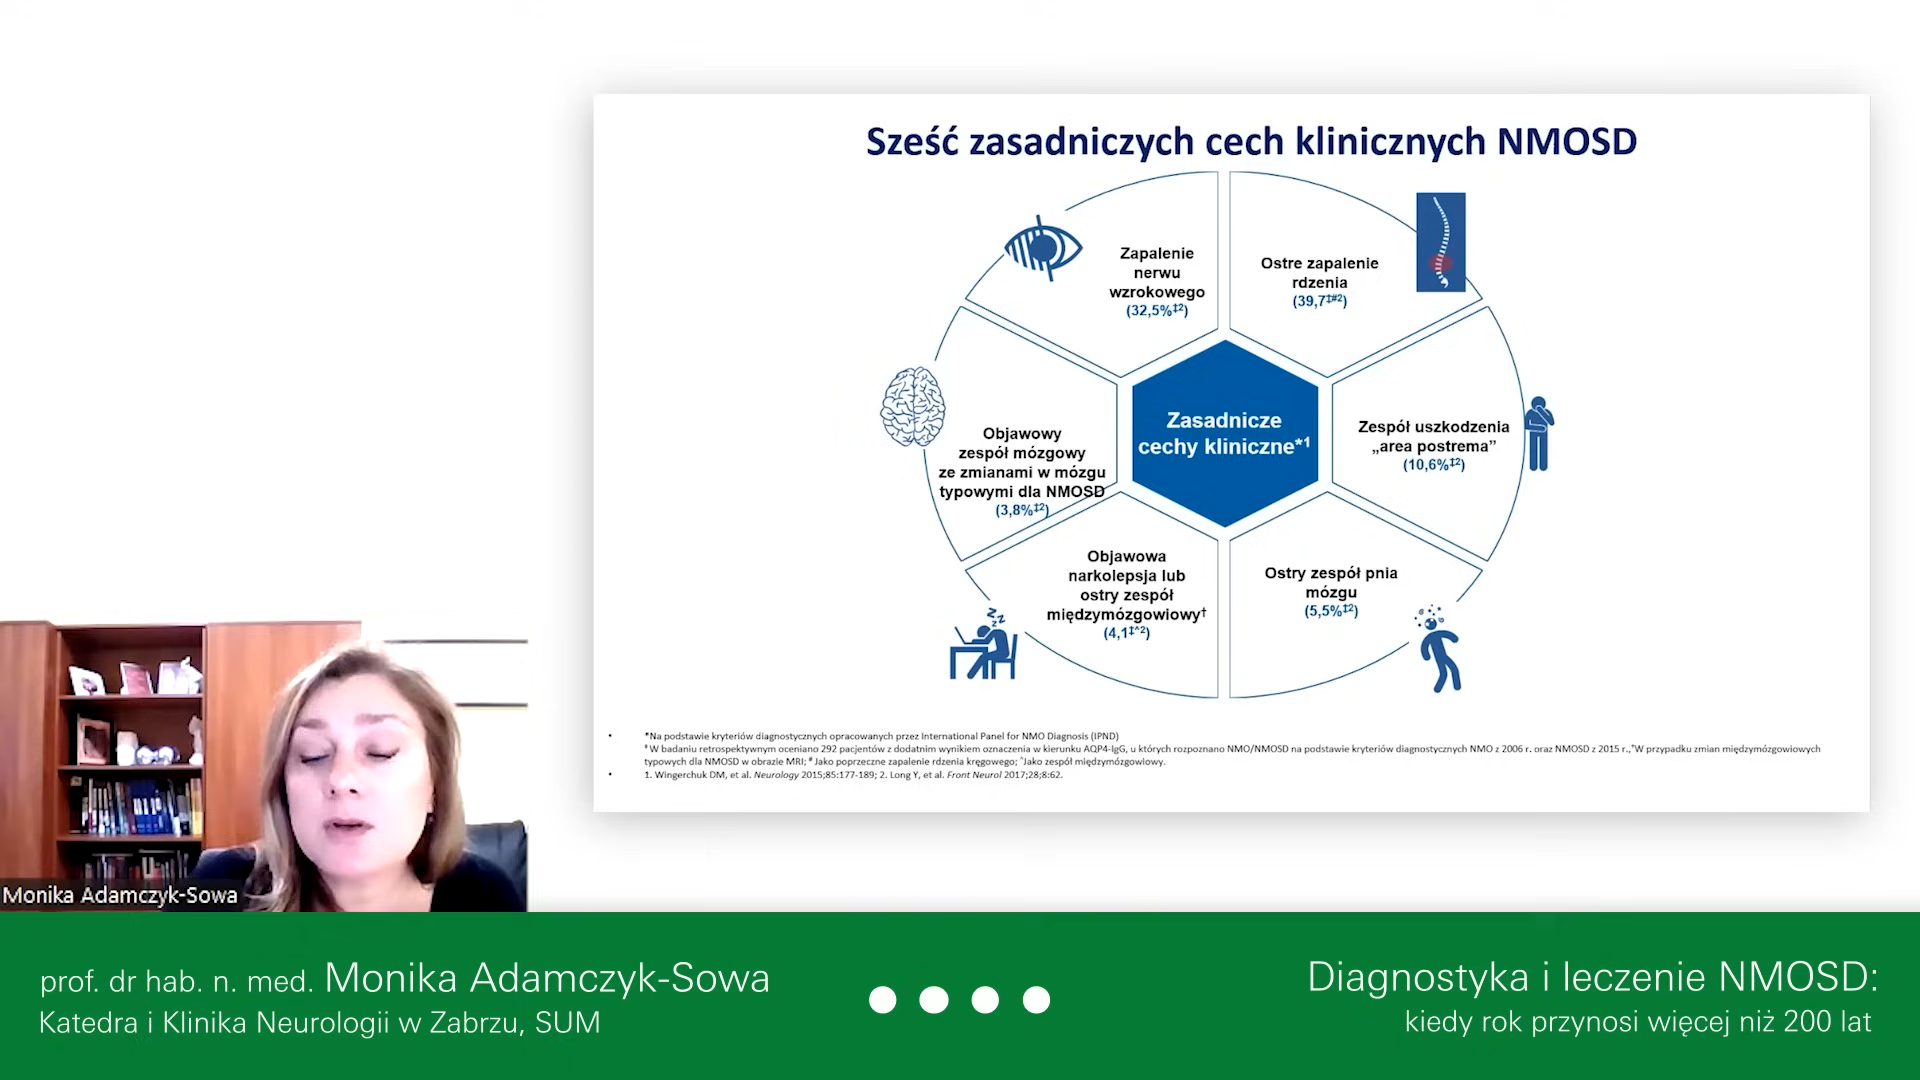 Sześć zasadniczych cech klinicznych NMOSD
Zapalenie
nerwu
wzrokowego
(32,5%‡2)
Ostre zapalenie
rdzenia
(39,7‡#2)
Zasadnicze
cechy kliniczne*1
Zespół uszkodzenia
„area postrema”
(10,6%‡2)
Objawowy
zespół mózgowy
ze zmianami w mózgu
typowymi dla NMOSD
(3,8%‡2)
Objawowa
narkolepsja lub
ostry zespół
międzymózgowiowy†
(4,1‡^2)
Ostry zespół pnia
mózgu
(5,5%‡2)
• *Na podstawie kryteriów diagnostycznych opracowanych przez International Panel for NMO Diagnosis (IPND)
‡ W badaniu retrospektywnym oceniano 292 pacjentów z dodatnim wynikiem oznaczenia w kierunku AQP4-IgG, u których rozpoznano NMO/NMOSD na podstawie kryteriów diagnostycznych NMO z 2006 r. oraz NMOSD z 2015 r.,†W przypadku zmian międzymózgowiowych
typowych dla NMOSD w obrazie MRI; # Jako poprzeczne zapalenie rdzenia kręgowego; ^Jako zespół międzymózgowiowy.
• 1. Wingerchuk DM, et al. Neurology 2015;85:177-189; 2. Long Y, et al. Front Neurol 2017;28;8:62.
Monika Adamczyk-Sowa
prof. dr hab. n. med. Monika Adamczyk-Sowa
Katedra i Klinika Neurologii w Zabrzu, SUM
Diagnostyka i leczenie NMOSD:
kiedy rok przynosi więcej niż 200 lat